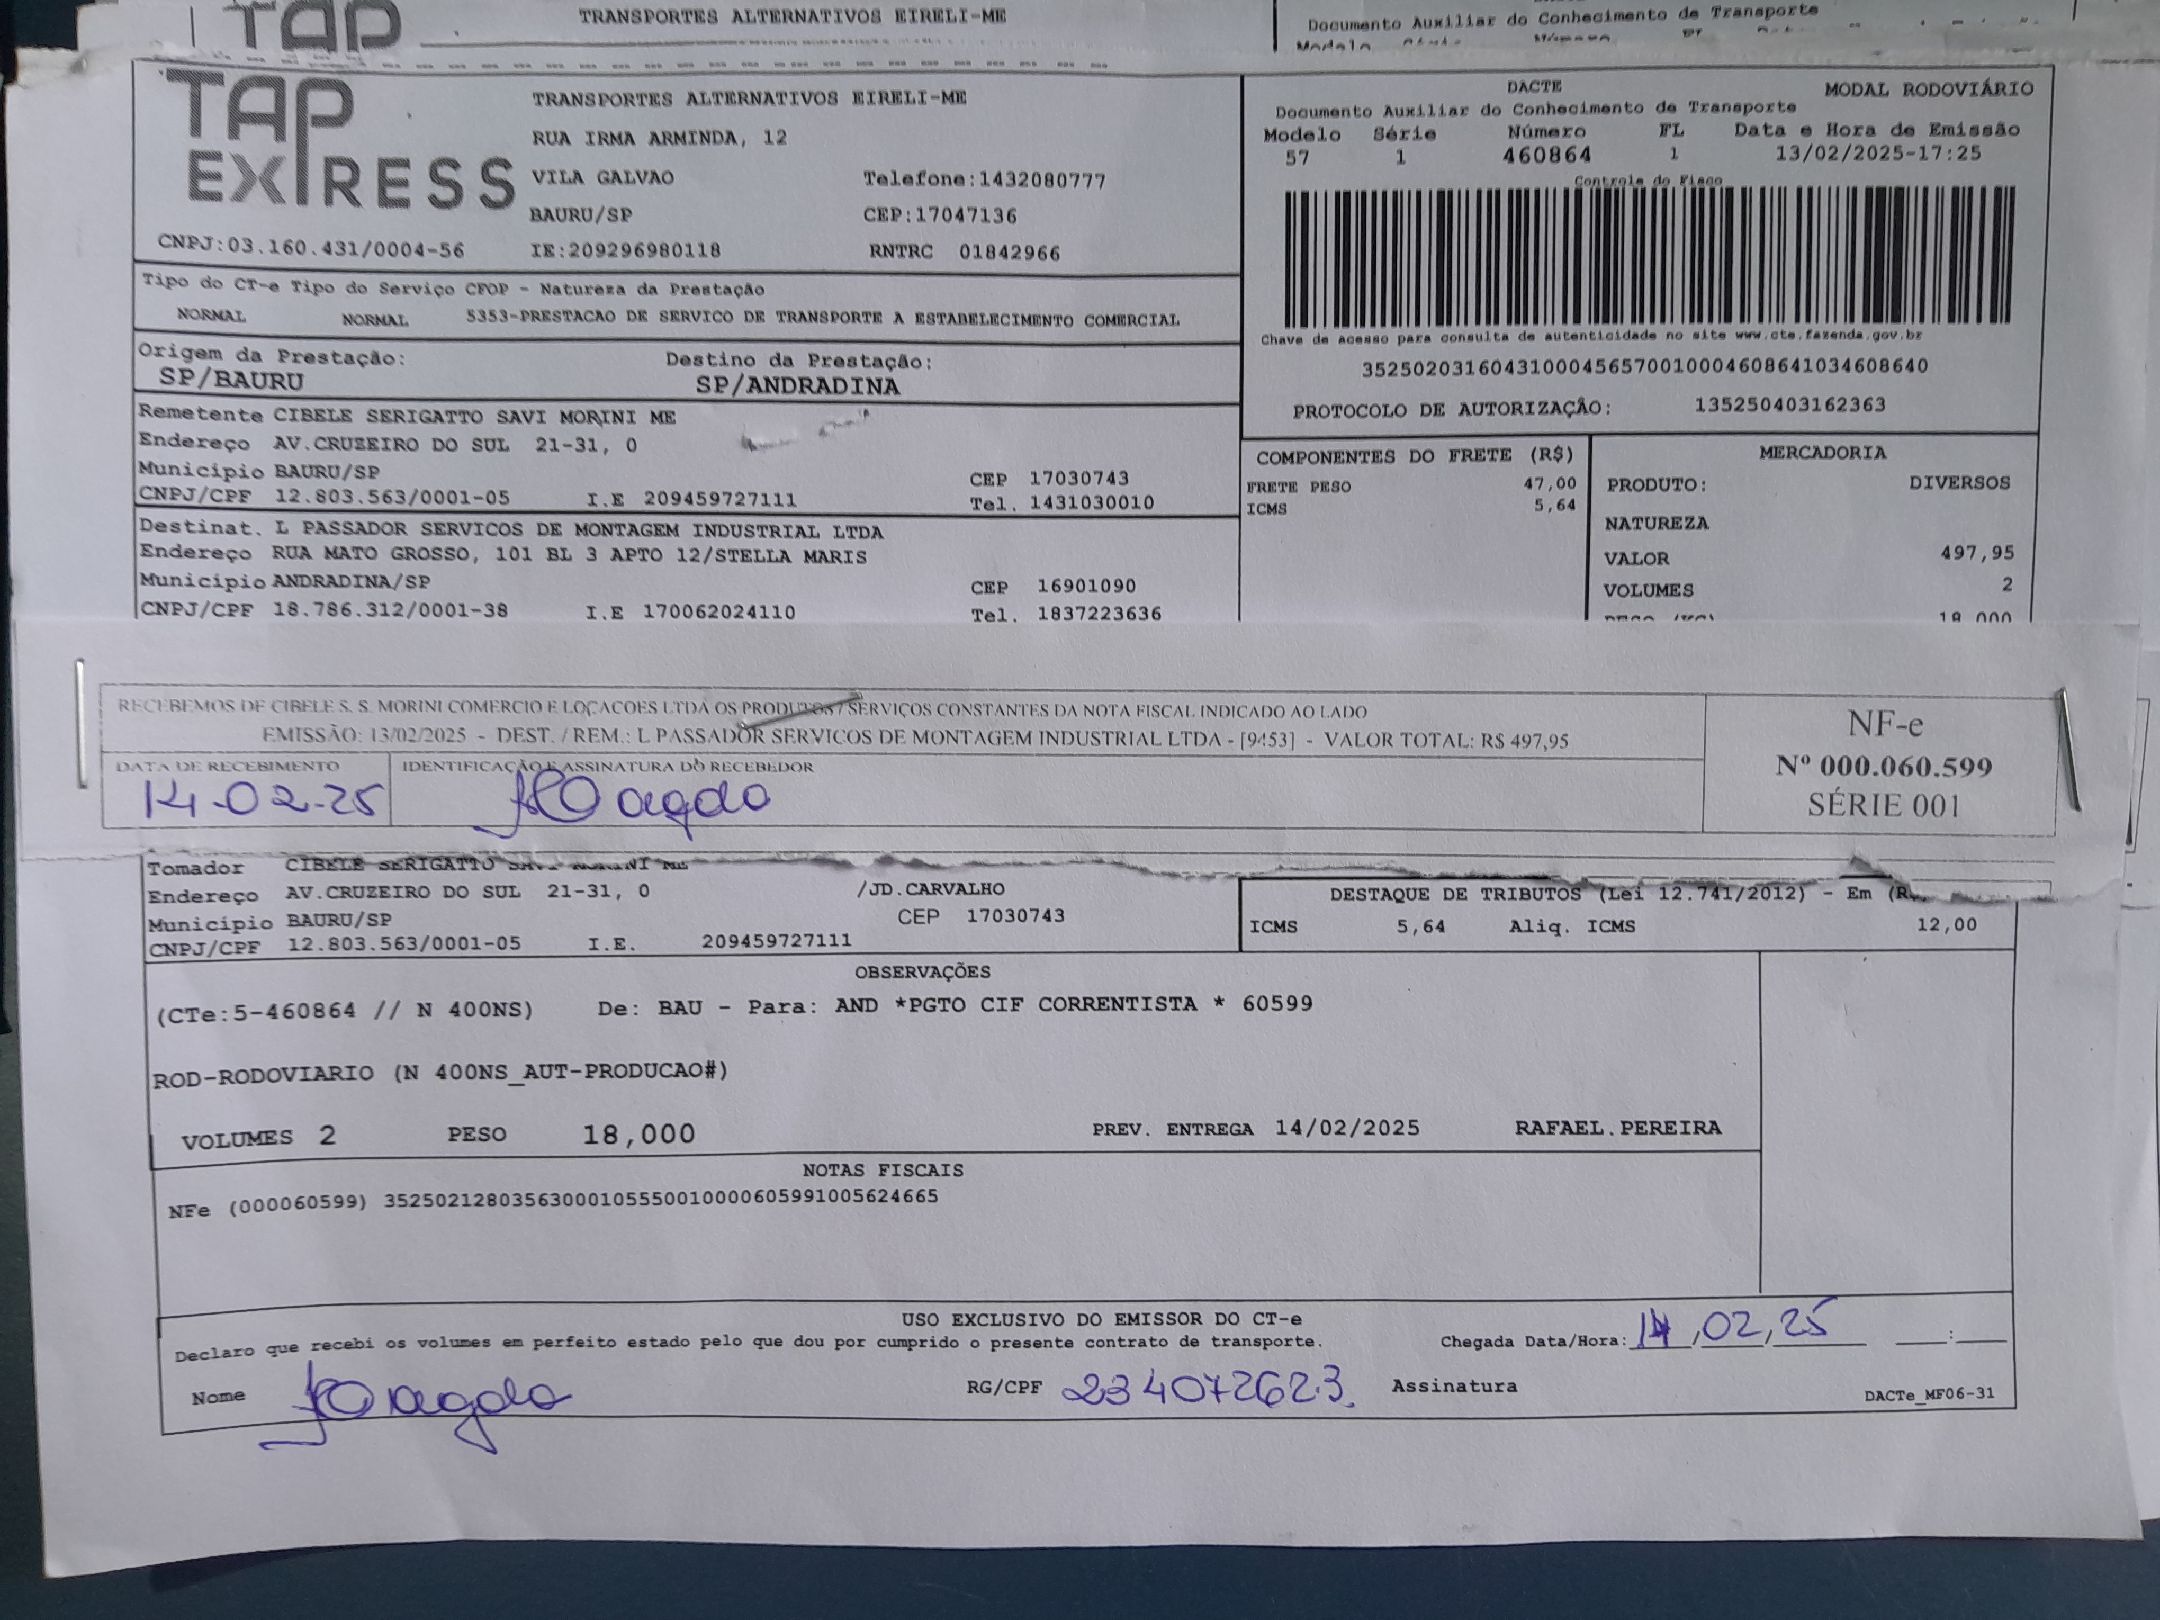 TAP
TRANSPORTES ALTERNATIVOS EIRELI-ME
Documento Auxiliar do Conhecimento de Transporte
TAP EXPRESS
TRANSPORTES ALTERNATIVOS EIRELI-ME
RUA IRMA ARMINDA, 12
VILA GALVAO Telefone:1432080777
BAURU/SP CEP:17047136
CNPJ:03.160.431/0004-56 IE:209296980118 RNTRC 01842966
DACTE MODAL RODOVIÁRIO
Documento Auxiliar do Conhecimento de Transporte
Modelo Série Número FL Data e Hora de Emissão
57 1 460864 1 13/02/2025-17:25
Controle do Fisco
Chave de acesso para consulta de autenticidade no site www.cte.fazenda.gov.br
35250203160431000456570010004608641034608640
PROTOCOLO DE AUTORIZAÇÃO: 135250403162363
Tipo do CT-e Tipo do Serviço CFOP - Natureza da Prestação
NORMAL NORMAL 5353-PRESTACAO DE SERVICO DE TRANSPORTE A ESTABELECIMENTO COMERCIAL
Origem da Prestação: Destino da Prestação:
SP/BAURU SP/ANDRADINA
Remetente CIBELE SERIGATTO SAVI MORINI ME
Endereço AV.CRUZEIRO DO SUL 21-31, 0
Município BAURU/SP CEP 17030743
CNPJ/CPF 12.803.563/0001-05 I.E 209459727111 Tel. 1431030010
Destinat. L PASSADOR SERVICOS DE MONTAGEM INDUSTRIAL LTDA
Endereço RUA MATO GROSSO, 101 BL 3 APTO 12/STELLA MARIS
Município ANDRADINA/SP CEP 16901090
CNPJ/CPF 18.786.312/0001-38 I.E 170062024110 Tel. 1837223636
COMPONENTES DO FRETE (R$)
FRETE PESO 47,00
ICMS 5,64
MERCADORIA
PRODUTO: DIVERSOS
NATUREZA
VALOR 497,95
VOLUMES 2
RECEBEMOS DE CIBELE S. S. MORINI COMERCIO E LOCACOES LTDA OS PRODUTOS / SERVIÇOS CONSTANTES DA NOTA FISCAL INDICADO AO LADO
EMISSÃO: 13/02/2025 - DEST. / REM.: L PASSADOR SERVICOS DE MONTAGEM INDUSTRIAL LTDA - [9453] - VALOR TOTAL: R$ 497,95
DATA DE RECEBIMENTO IDENTIFICAÇÃO E ASSINATURA DO RECEBEDOR
14-02-25
NF-e
Nº 000.060.599
SÉRIE 001
Tomador CIBELE SERIGATTO SAVI MORINI ME
Endereço AV.CRUZEIRO DO SUL 21-31, 0 /JD.CARVALHO
Município BAURU/SP CEP 17030743
CNPJ/CPF 12.803.563/0001-05 I.E. 209459727111
DESTAQUE DE TRIBUTOS (Lei 12.741/2012) - Em (R
ICMS 5,64 Aliq. ICMS 12,00
OBSERVAÇÕES
(CTe:5-460864 // N 400NS) De: BAU - Para: AND *PGTO CIF CORRENTISTA * 60599
ROD-RODOVIARIO (N 400NS_AUT-PRODUCAO#)
VOLUMES 2 PESO 18,000 PREV. ENTREGA 14/02/2025 RAFAEL.PEREIRA
NOTAS FISCAIS
NFe (000060599) 35250212803563000105550010000605991005624665
USO EXCLUSIVO DO EMISSOR DO CT-e
Declaro que recebi os volumes em perfeito estado pelo que dou por cumprido o presente contrato de transporte. Chegada Data/Hora: 14,02,25 :
Nome RG/CPF 234072623 Assinatura
DACTe_MF06-31